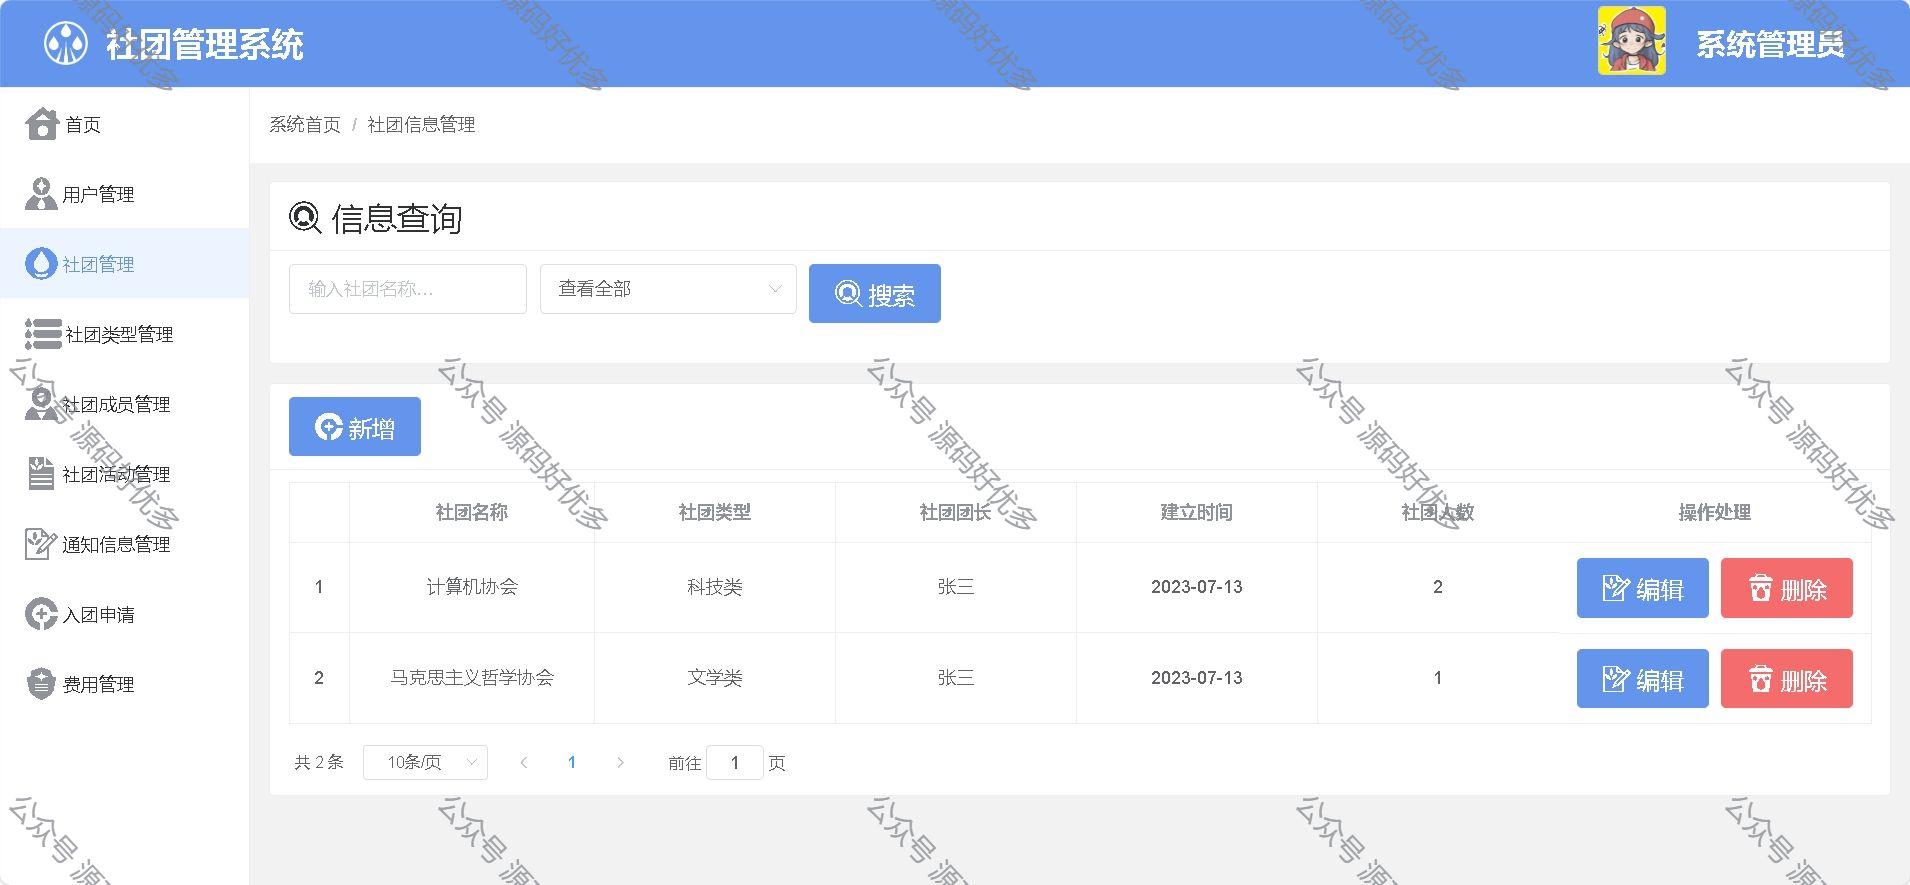 社团管理系统
系统管理员
首页
用户管理
社团管理
社团类型管理
社团成员管理
社团活动管理
通知信息管理
入团申请
费用管理
系统首页 / 社团信息管理
信息查询
输入社团名称...
查看全部
搜索
新增
社团名称 社团类型 社团团长 建立时间 社团人数 操作处理
1 计算机协会 科技类 张三 2023-07-13 2 编辑 删除
2 马克思主义哲学协会 文学类 张三 2023-07-13 1 编辑 删除
共 2 条 10条/页 1 前往 1 页
源码好优多
源码好优多
源码好优多
源码好优多
源码好优多
公众号 源码好优多
公众号 源码好优多
公众号 源码好优多
公众号 源码好优多
公众号 源码好优多
公众号 源
公众号 源
公众号 源
公众号 源
公众号 源